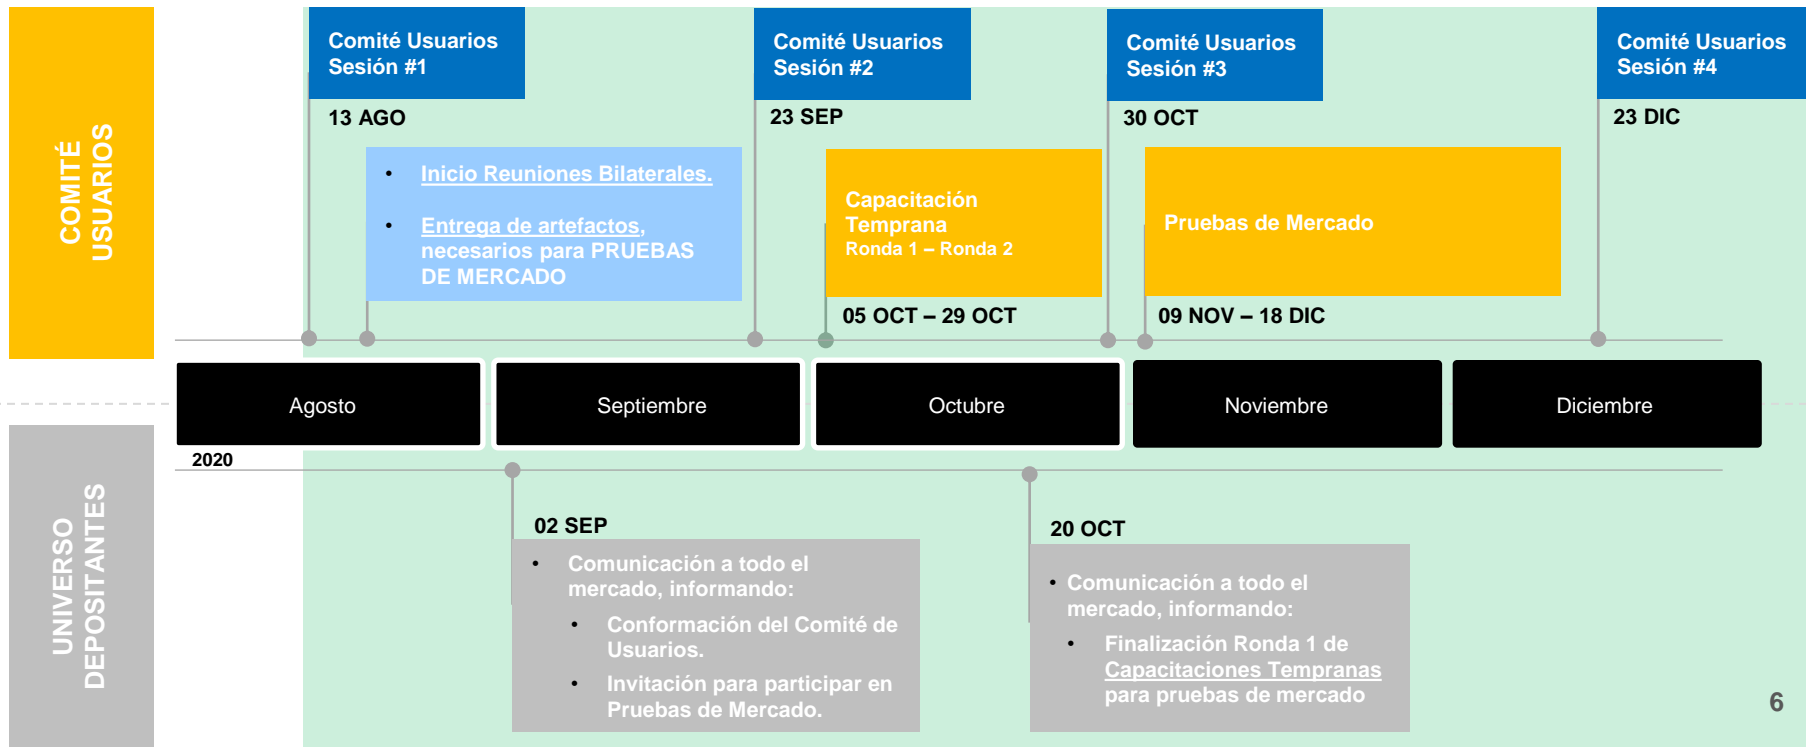 COMITÉ
USUARIOS
Comité Usuarios
Sesión #1
13 AGO
• Inicio Reuniones Bilaterales.
• Entrega de artefactos,
necesarios para PRUEBAS
DE MERCADO
Comité Usuarios
Sesión #2
23 SEP
Capacitación
Temprana
Ronda 1 – Ronda 2
05 OCT – 29 OCT
Comité Usuarios
Sesión #3
30 OCT
Pruebas de Mercado
09 NOV – 18 DIC
Comité Usuarios
Sesión #4
23 DIC
Agosto
Septiembre
Octubre
Noviembre
Diciembre
2020
UNIVERSO
DEPOSITANTES
02 SEP
• Comunicación a todo el
mercado, informando:
• Conformación del Comité de
Usuarios.
• Invitación para participar en
Pruebas de Mercado.
20 OCT
• Comunicación a todo el
mercado, informando:
• Finalización Ronda 1 de
Capacitaciones Tempranas
para pruebas de mercado
6